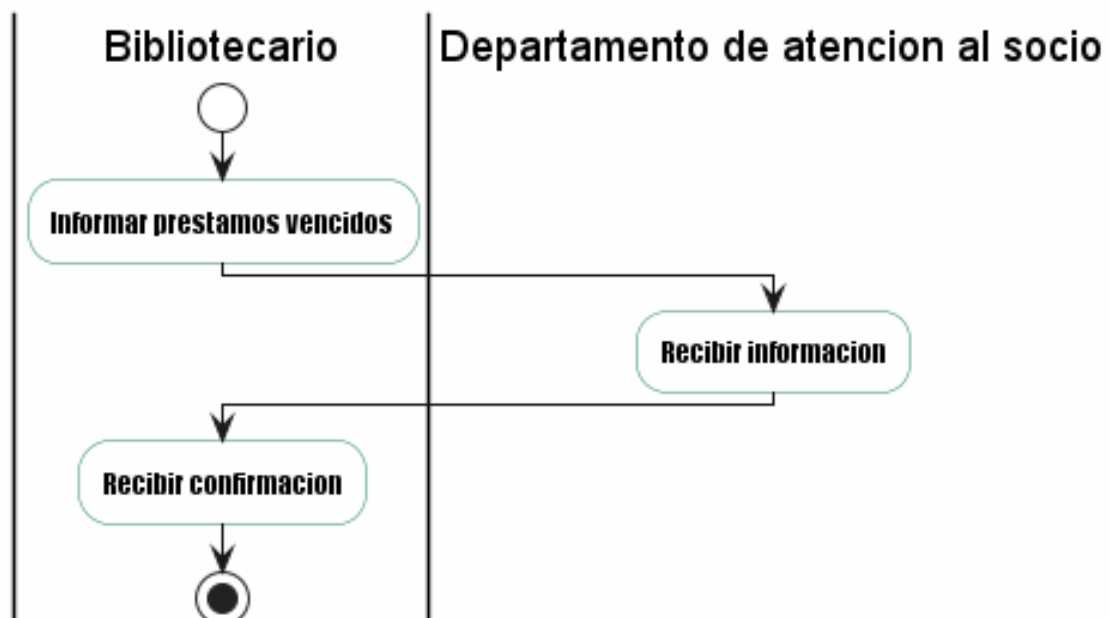 Bibliotecario
Departamento de atencion al socio
Informar prestamos vencidos
Recibir informacion
Recibir confirmacion